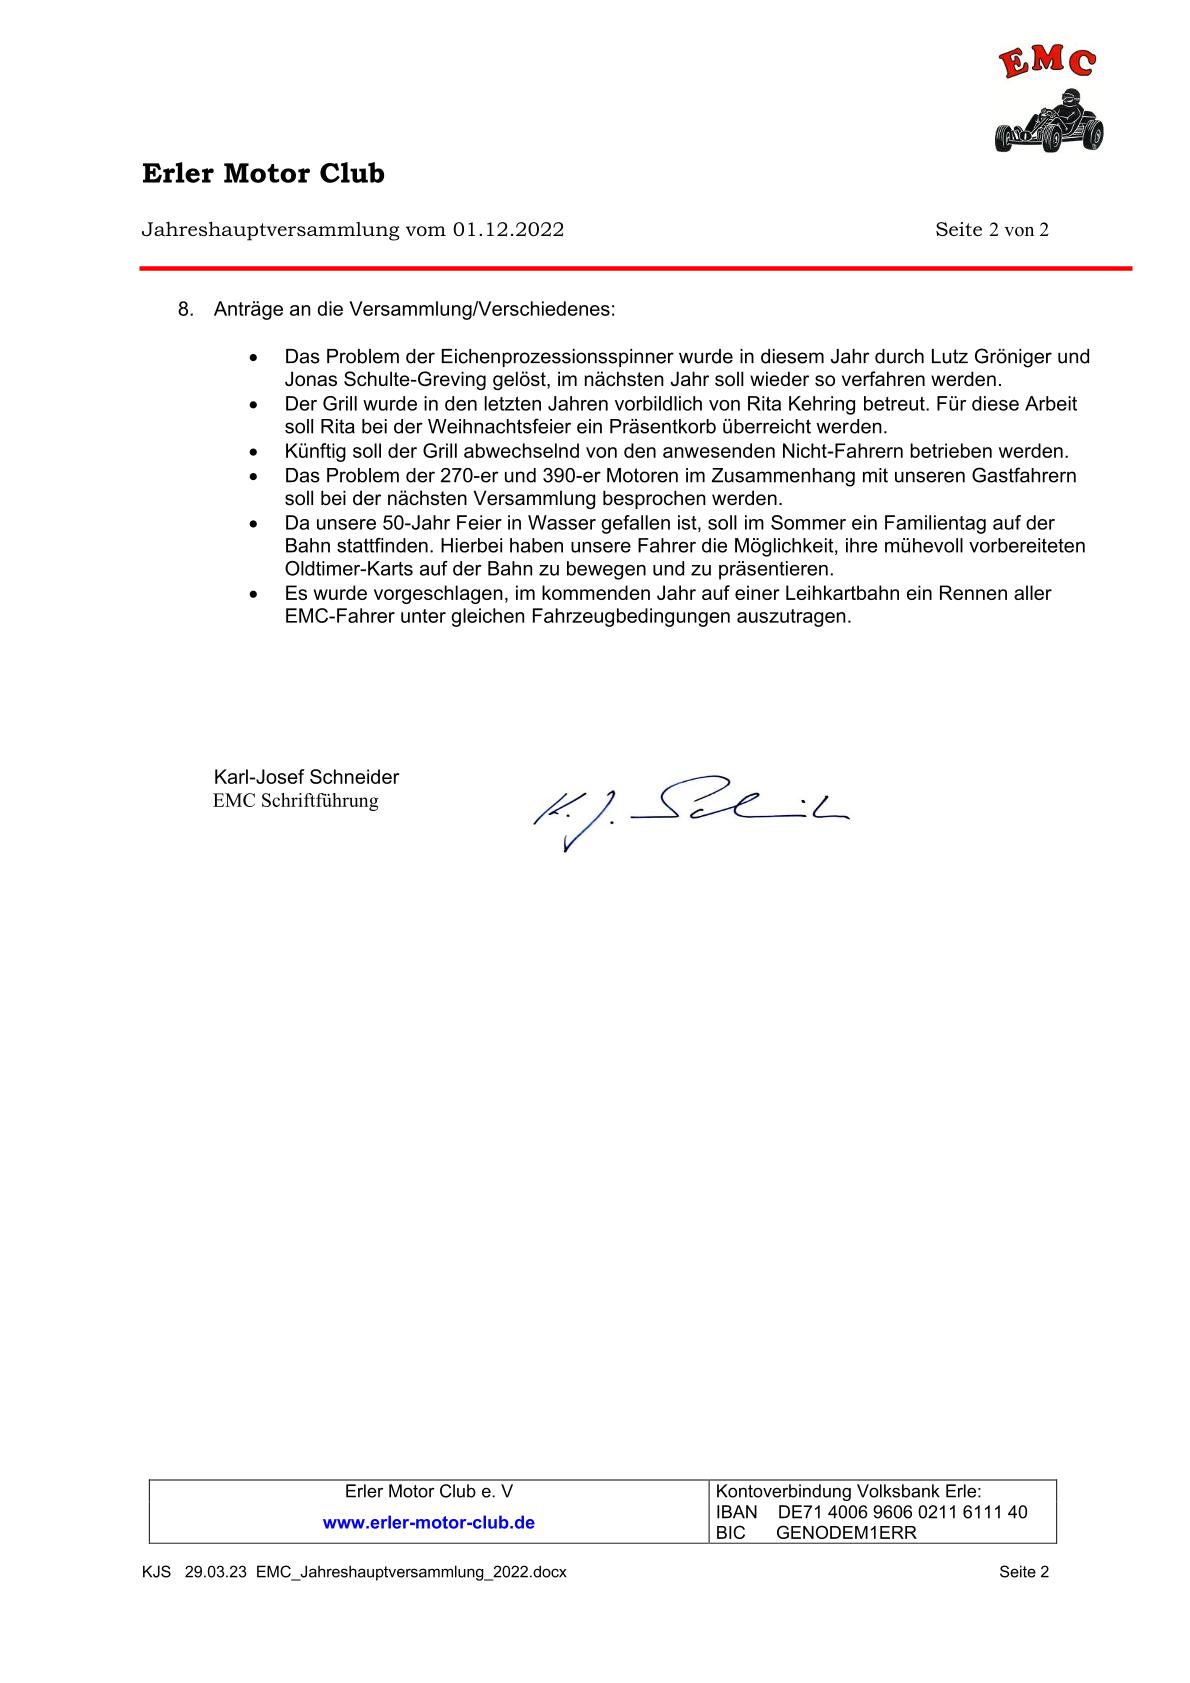 EMC
Erler Motor Club
Jahreshauptversammlung vom 01.12.2022 Seite 2 von 2
8. Anträge an die Versammlung/Verschiedenes:
• Das Problem der Eichenprozessionsspinner wurde in diesem Jahr durch Lutz Gröniger und
Jonas Schulte-Greving gelöst, im nächsten Jahr soll wieder so verfahren werden.
• Der Grill wurde in den letzten Jahren vorbildlich von Rita Kehring betreut. Für diese Arbeit
soll Rita bei der Weihnachtsfeier ein Präsentkorb überreicht werden.
• Künftig soll der Grill abwechselnd von den anwesenden Nicht-Fahrern betrieben werden.
• Das Problem der 270-er und 390-er Motoren im Zusammenhang mit unseren Gastfahrern
soll bei der nächsten Versammlung besprochen werden.
• Da unsere 50-Jahr Feier in Wasser gefallen ist, soll im Sommer ein Familientag auf der
Bahn stattfinden. Hierbei haben unsere Fahrer die Möglichkeit, ihre mühevoll vorbereiteten
Oldtimer-Karts auf der Bahn zu bewegen und zu präsentieren.
• Es wurde vorgeschlagen, im kommenden Jahr auf einer Leihkartbahn ein Rennen aller
EMC-Fahrer unter gleichen Fahrzeugbedingungen auszutragen.
Karl-Josef Schneider
EMC Schriftführung
K. J. Schneider
Erler Motor Club e. V
www.erler-motor-club.de
Kontoverbindung Volksbank Erle:
IBAN DE71 4006 9606 0211 6111 40
BIC GENODEM1ERR
KJS 29.03.23 EMC_Jahreshauptversammlung_2022.docx Seite 2